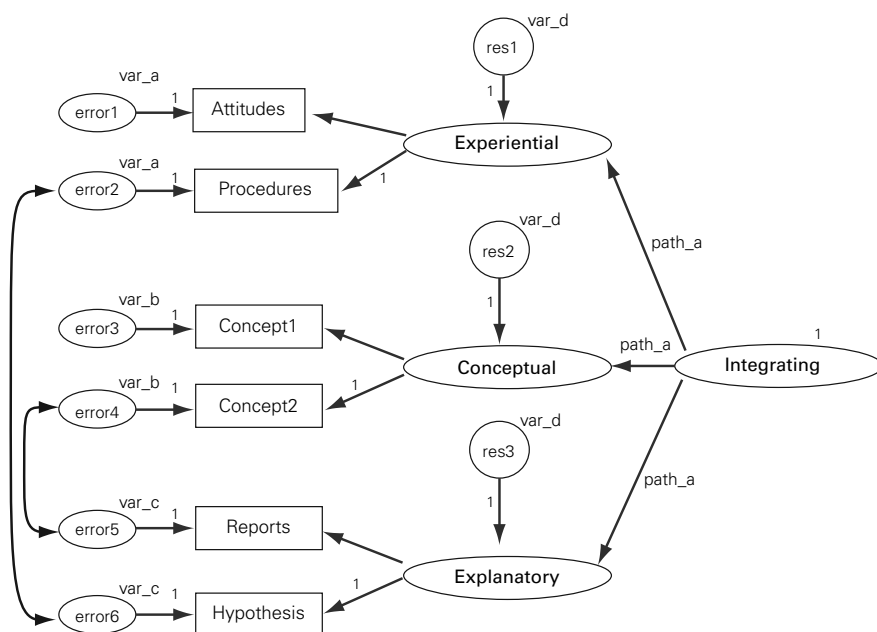 var_d
res1
var_a
1
1
error1
Attitudes
Experiential
var_a
1
1
error2
Procedures
var_d
res2
path_a
var_b
1
1
error3
Concept1
1
path_a
Conceptual
Integrating
var_b
1
1
error4
Concept2
var_d
res3
path_a
var_c
1
1
error5
Reports
Explanatory
var_c
1
1
error6
Hypothesis